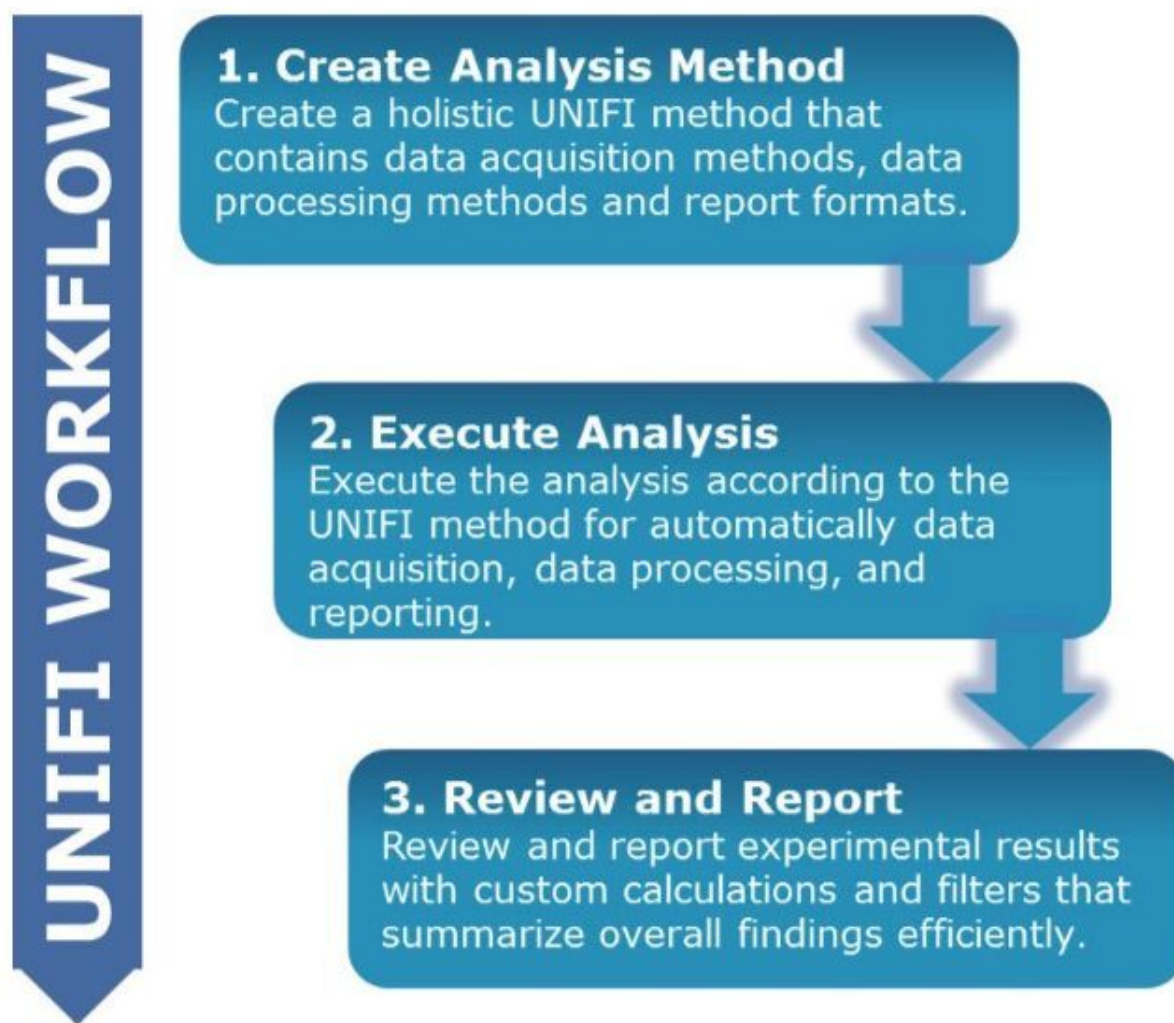 UNIFI WORKFLOW
1. Create Analysis Method
Create a holistic UNIFI method that
contains data acquisition methods, data
processing methods and report formats.
2. Execute Analysis
Execute the analysis according to the
UNIFI method for automatically data
acquisition, data processing, and
reporting.
3. Review and Report
Review and report experimental results
with custom calculations and filters that
summarize overall findings efficiently.